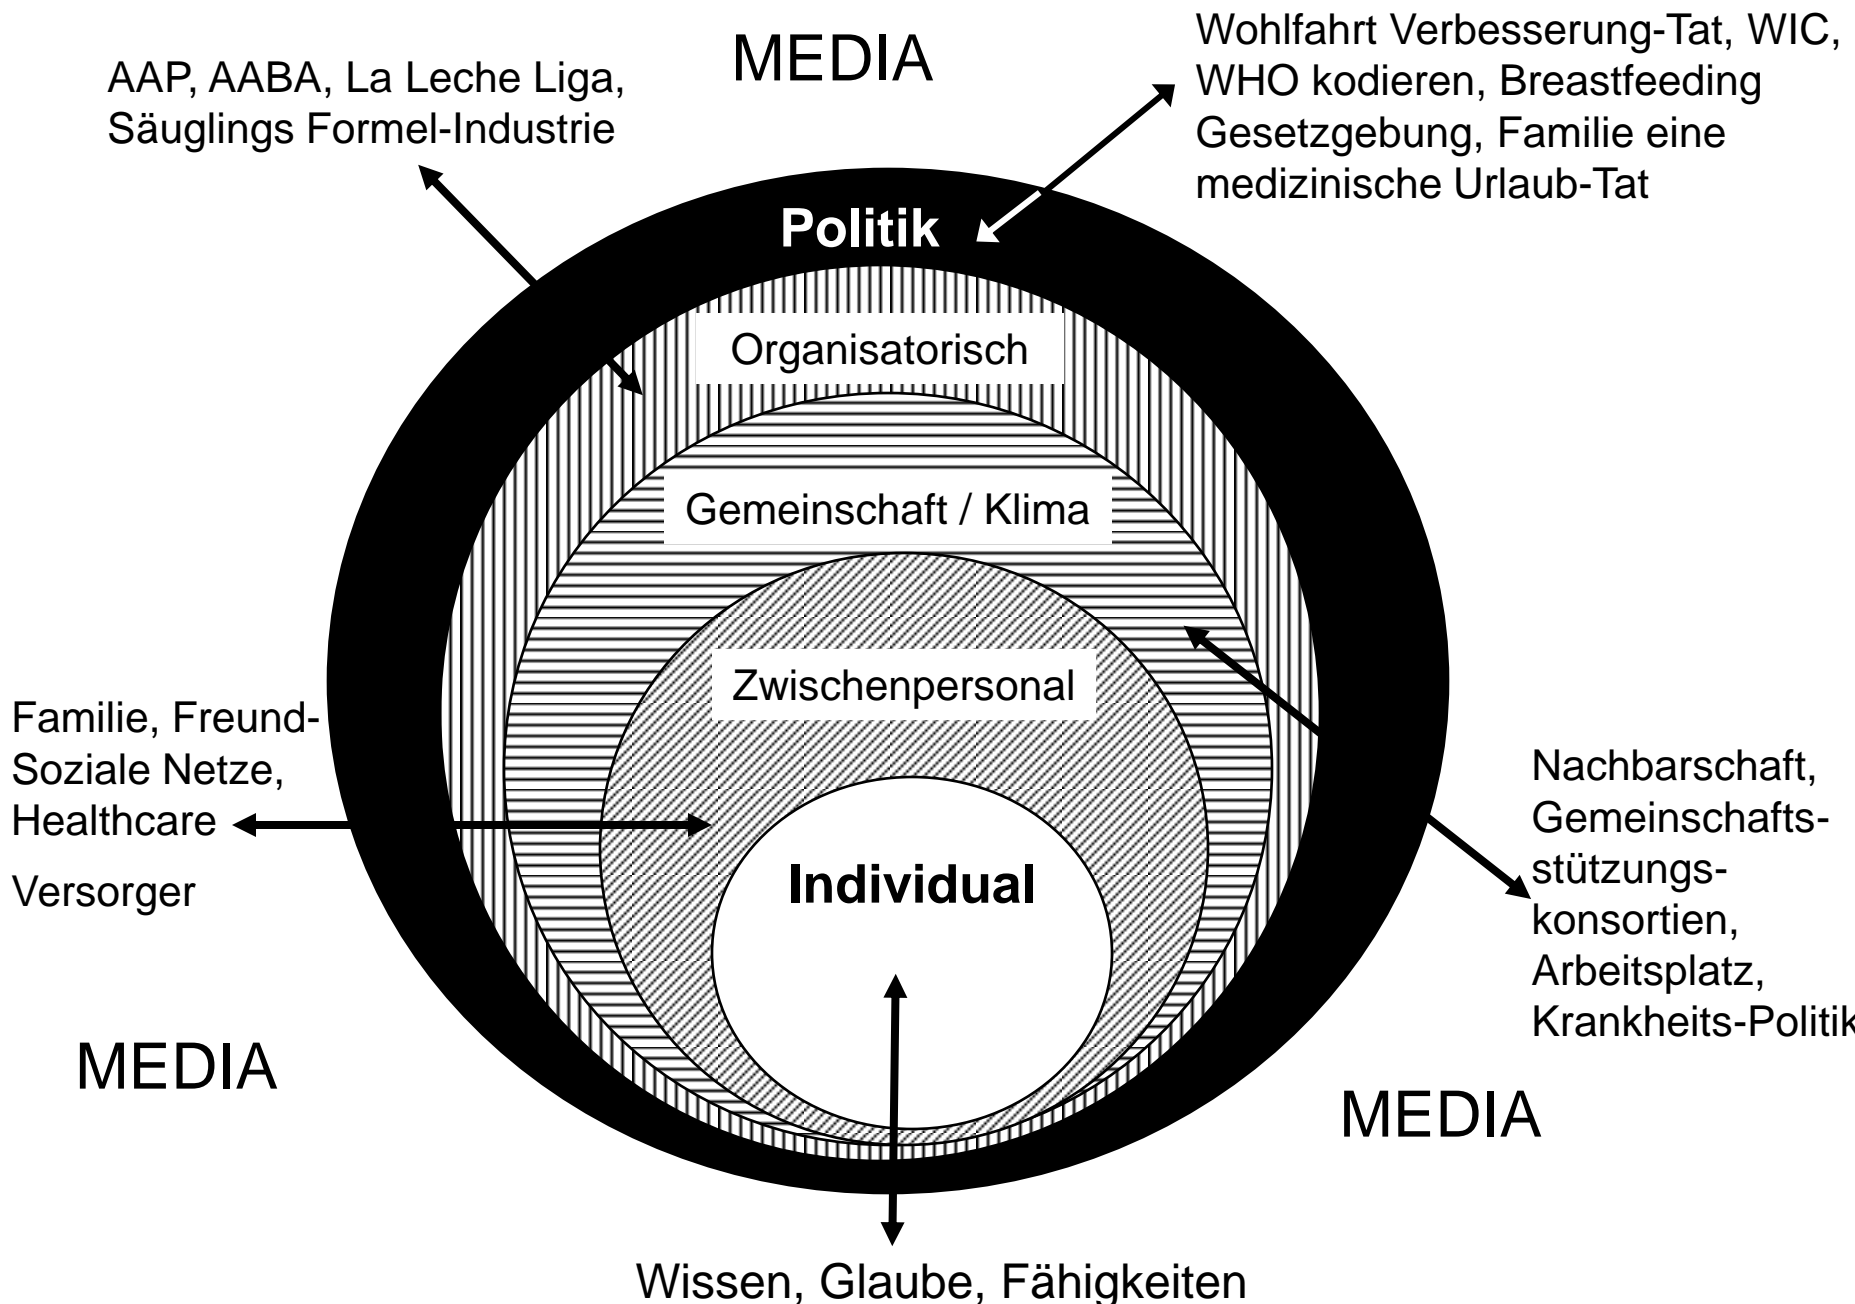 MEDIA
AAP, AABA, La Leche Liga,
Säuglings Formel-Industrie
Wohlfahrt Verbesserung-Tat, WIC,
WHO kodieren, Breastfeeding
Gesetzgebung, Familie eine
medizinische Urlaub-Tat
Politik
Organisatorisch
Gemeinschaft / Klima
Zwischenpersonal
Individual
Familie, Freund-
Soziale Netze,
Healthcare
Versorger
Nachbarschaft,
Gemeinschafts-
stützungs-
konsortien,
Arbeitsplatz,
Krankheits-Politik
MEDIA
MEDIA
Wissen, Glaube, Fähigkeiten